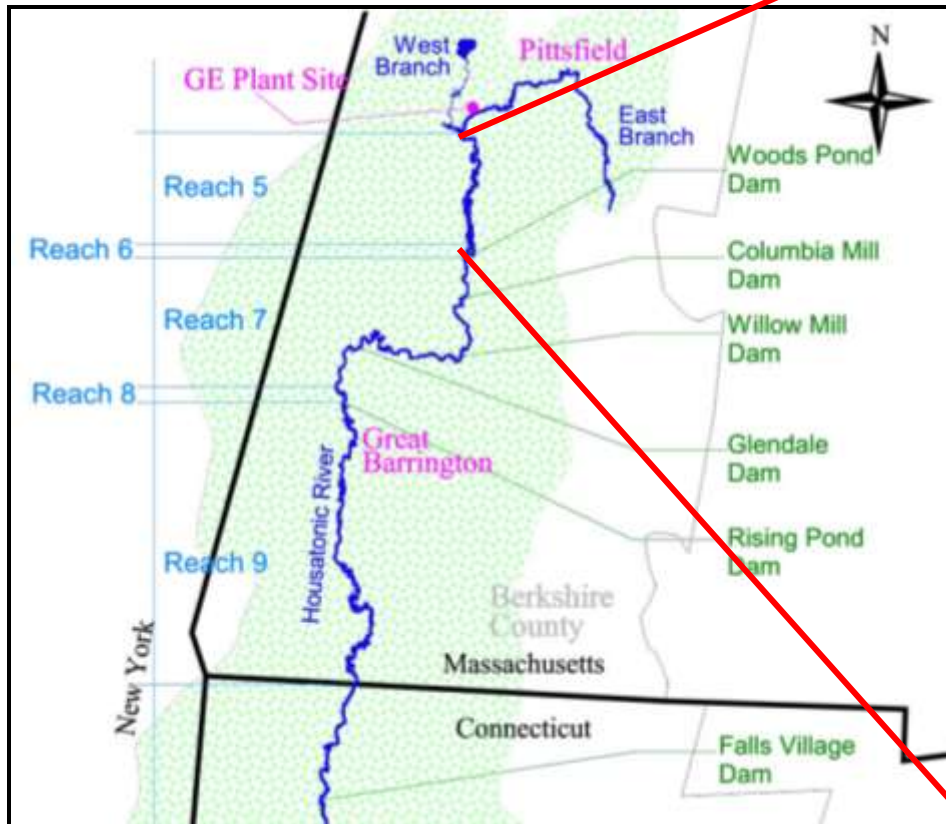 West
Branch
Pittsfield
N
GE Plant Site
East
Branch
Woods Pond
Dam
Reach 5
Reach 6
Columbia Mill
Dam
Reach 7
Willow Mill
Dam
Reach 8
Great
Barrington
Glendale
Dam
Housatonic River
Rising Pond
Dam
Reach 9
Berkshire
County
New York
Massachusetts
Connecticut
Falls Village
Dam